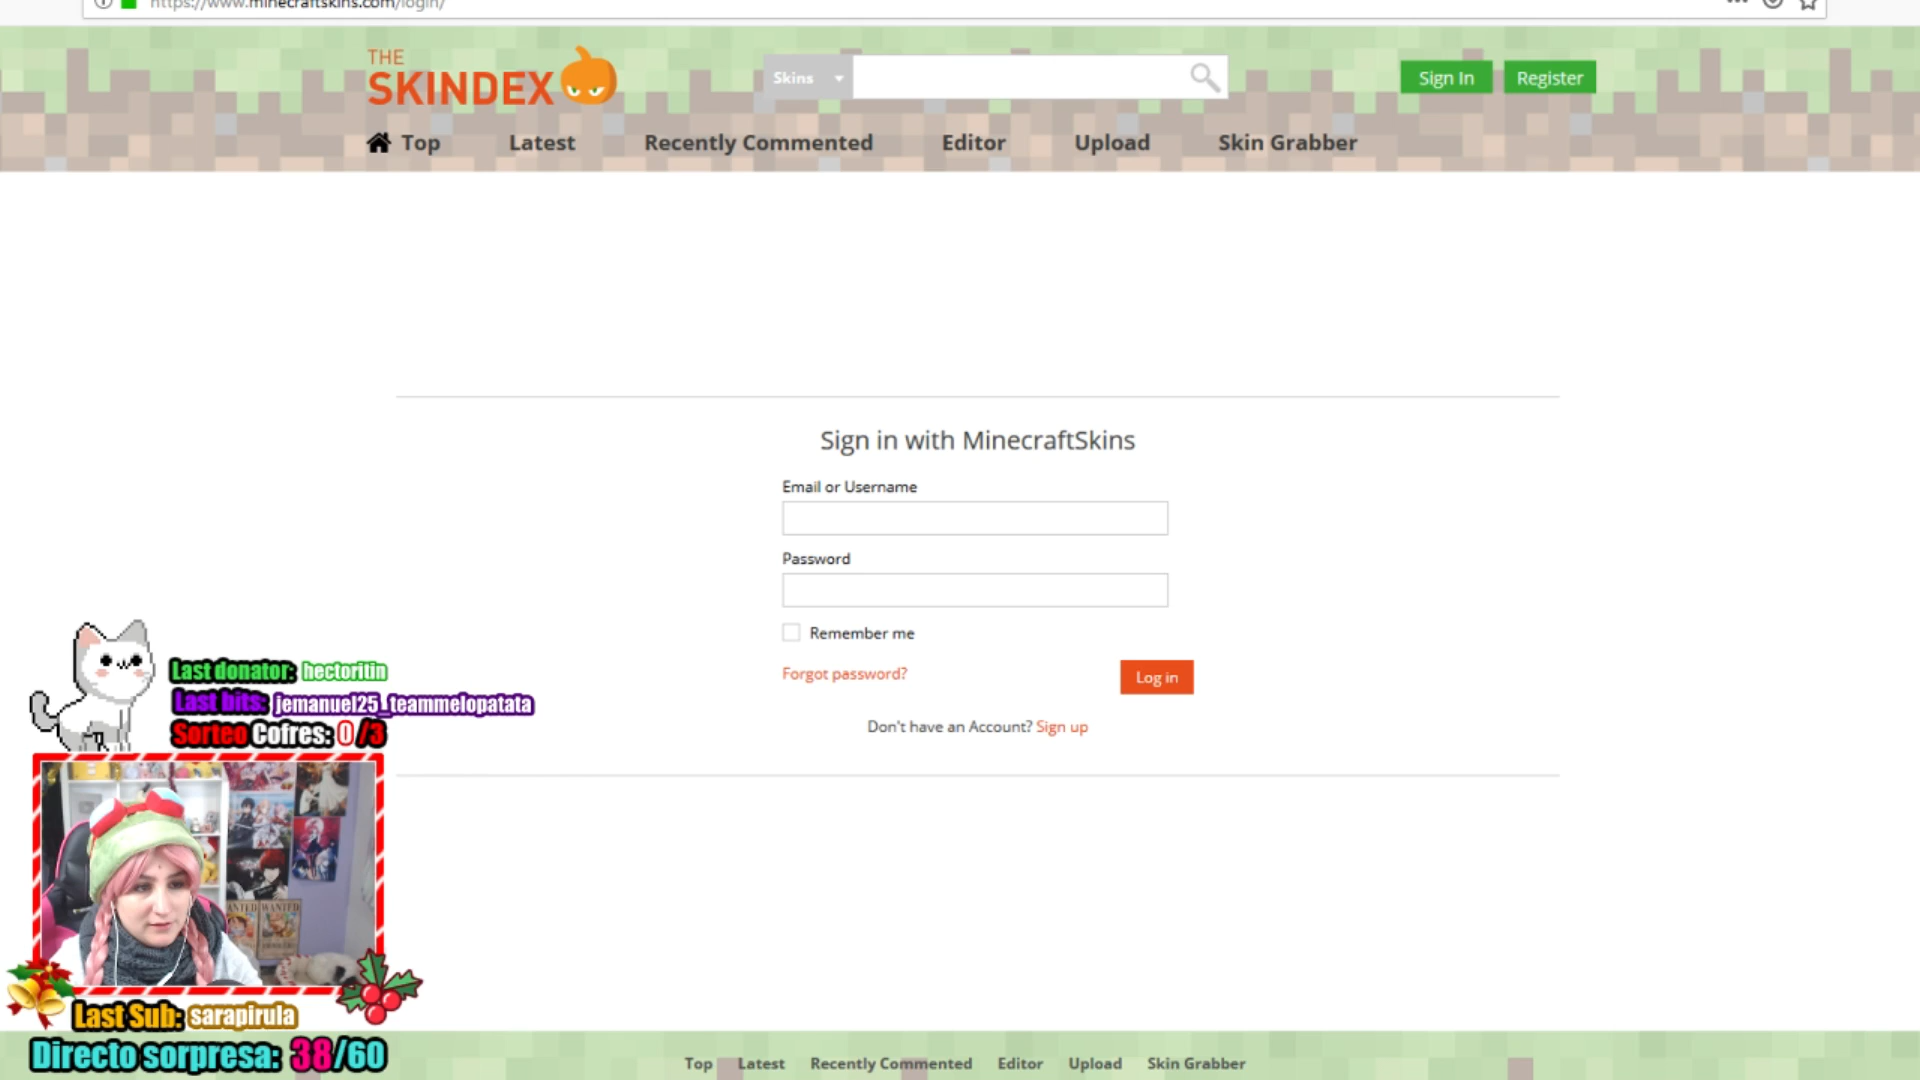 https://www.minecraftskins.com/login/
THE
SKINDEX
Skins
Sign In
Register
Top
Latest
Recently Commented
Editor
Upload
Skin Grabber
Sign in with MinecraftSkins
Email or Username
Password
Remember me
Forgot password?
Log in
Don't have an Account? Sign up
Last donator: hectoritin
Last bits: jemanuel25_teammelopatata
Sorteo Cofres: 0/3
WANTED
WANTED
Last Sub: sarapirula
Directo sorpresa: 38/60
Top
Latest
Recently Commented
Editor
Upload
Skin Grabber